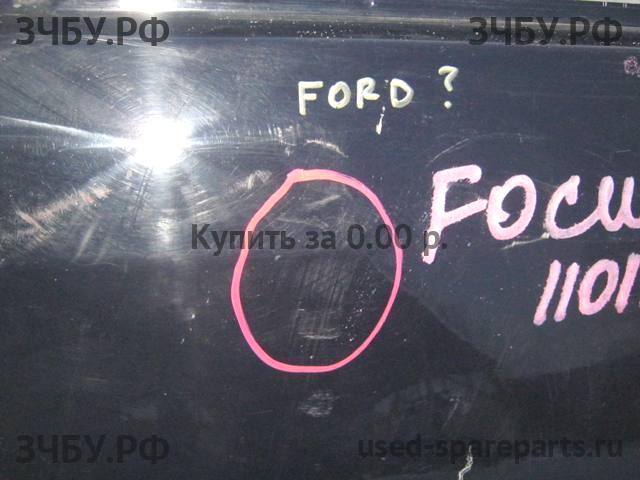 ЗЧБУ.РФ ЗЧБУ.РФ
FORD ?
FOCU
Купить за 0.00 р.
1101
ЗЧБУ.РФ used-spareparts.ru